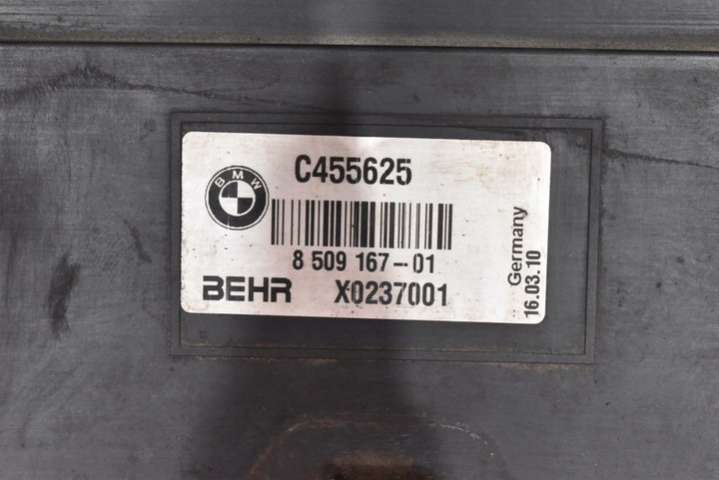 BMW
C455625
8 509 167-01
BEHR X0237001
Germany
16.03.10